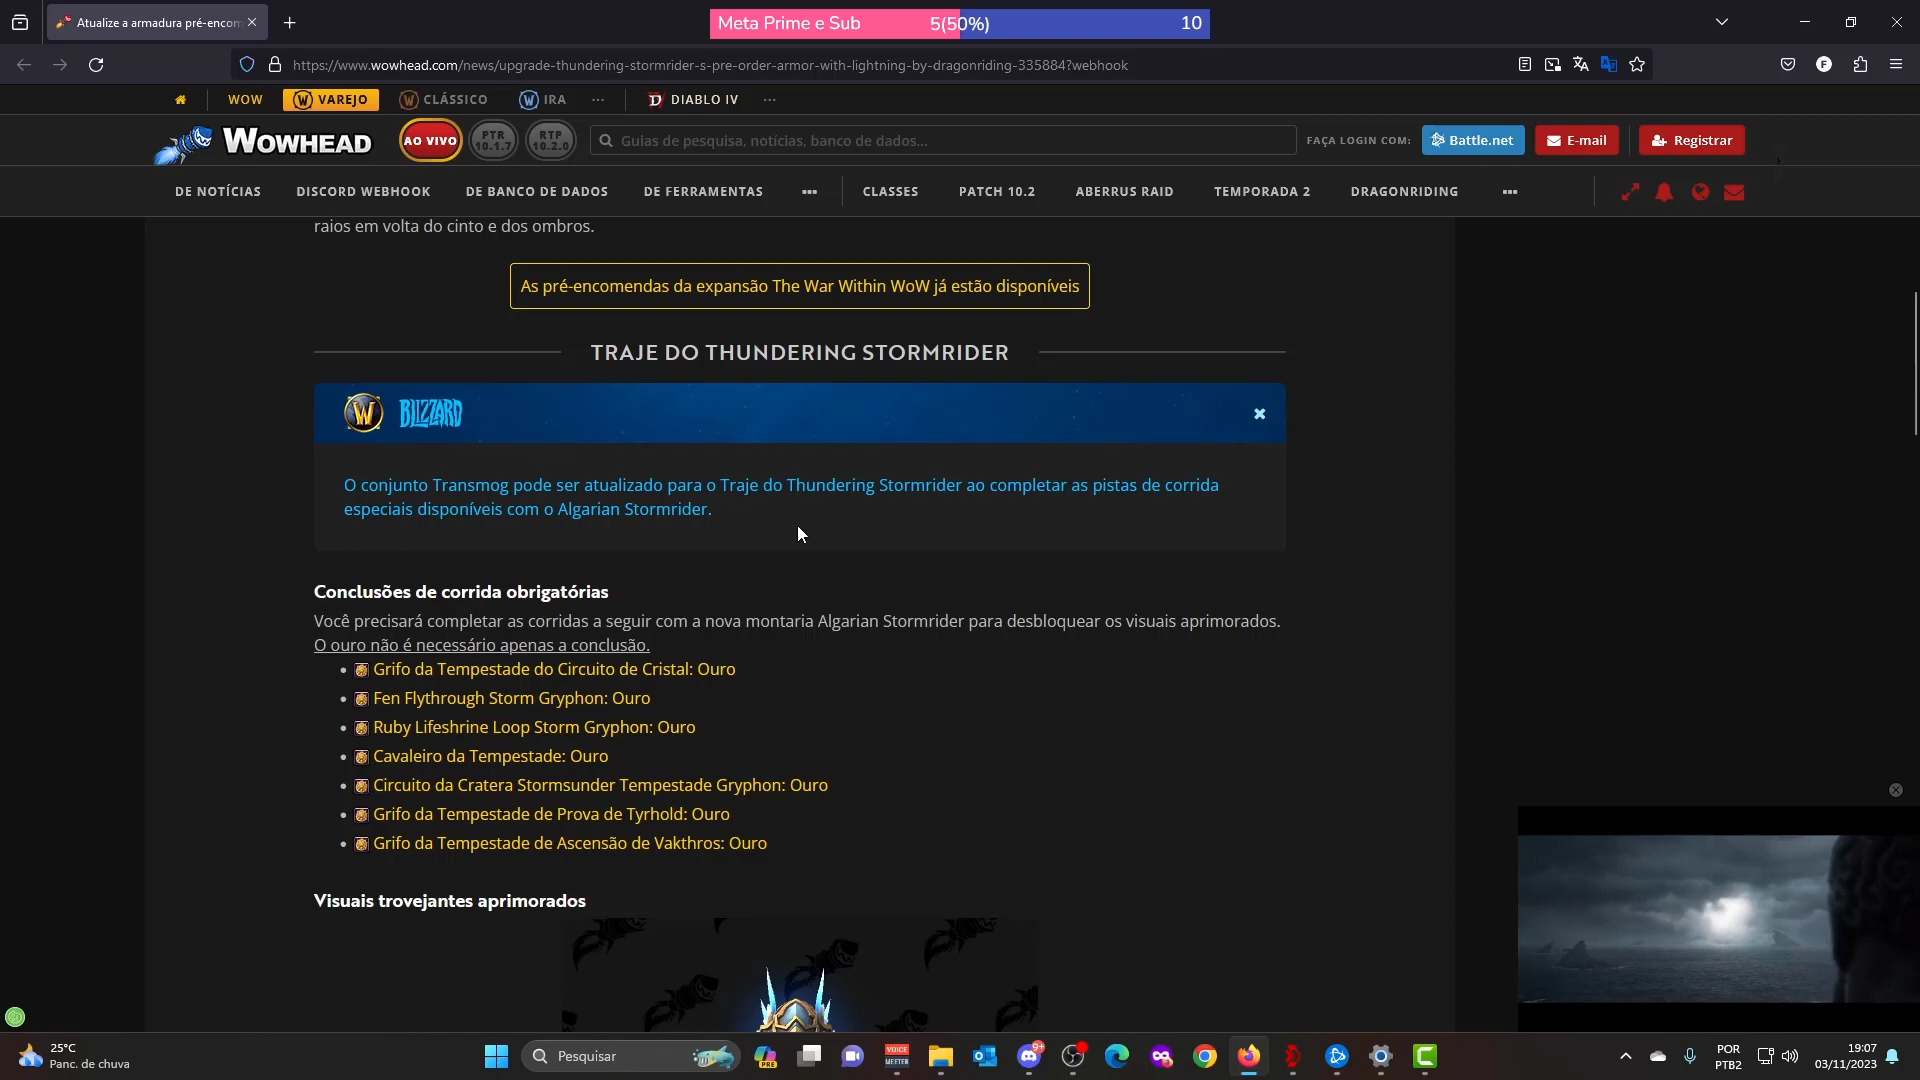 Atualize a armadura pré-encom
Meta Prime e Sub 5(50%) 10
https://www.wowhead.com/news/upgrade-thundering-stormrider-s-pre-order-armor-with-lightning-by-dragonriding-335884?webhook
WOW VAREJO CLÁSSICO IRA ... DIABLO IV ...
WOWHEAD AO VIVO PTR 10.1.7 RTP 10.2.0 Guias de pesquisa, notícias, banco de dados... FAÇA LOGIN COM: Battle.net E-mail Registrar
DE NOTÍCIAS DISCORD WEBHOOK DE BANCO DE DADOS DE FERRAMENTAS ... CLASSES PATCH 10.2 ABERRUS RAID TEMPORADA 2 DRAGONRIDING ...
raios em volta do cinto e dos ombros.
As pré-encomendas da expansão The War Within WoW já estão disponíveis
TRAJE DO THUNDERING STORMRIDER
W BLIZZARD
O conjunto Transmog pode ser atualizado para o Traje do Thundering Stormrider ao completar as pistas de corrida
especiais disponíveis com o Algarian Stormrider.
Conclusões de corrida obrigatórias
Você precisará completar as corridas a seguir com a nova montaria Algarian Stormrider para desbloquear os visuais aprimorados.
O ouro não é necessário apenas a conclusão.
Grifo da Tempestade do Circuito de Cristal: Ouro
Fen Flythrough Storm Gryphon: Ouro
Ruby Lifeshrine Loop Storm Gryphon: Ouro
Cavaleiro da Tempestade: Ouro
Circuito da Cratera Stormsunder Tempestade Gryphon: Ouro
Grifo da Tempestade de Prova de Tyrhold: Ouro
Grifo da Tempestade de Ascensão de Vakthros: Ouro
Visuais trovejantes aprimorados
25°C
Panc. de chuva
Pesquisar
PRE
VOICE
MEETER
9+
POR
PTB2
19:07
03/11/2023